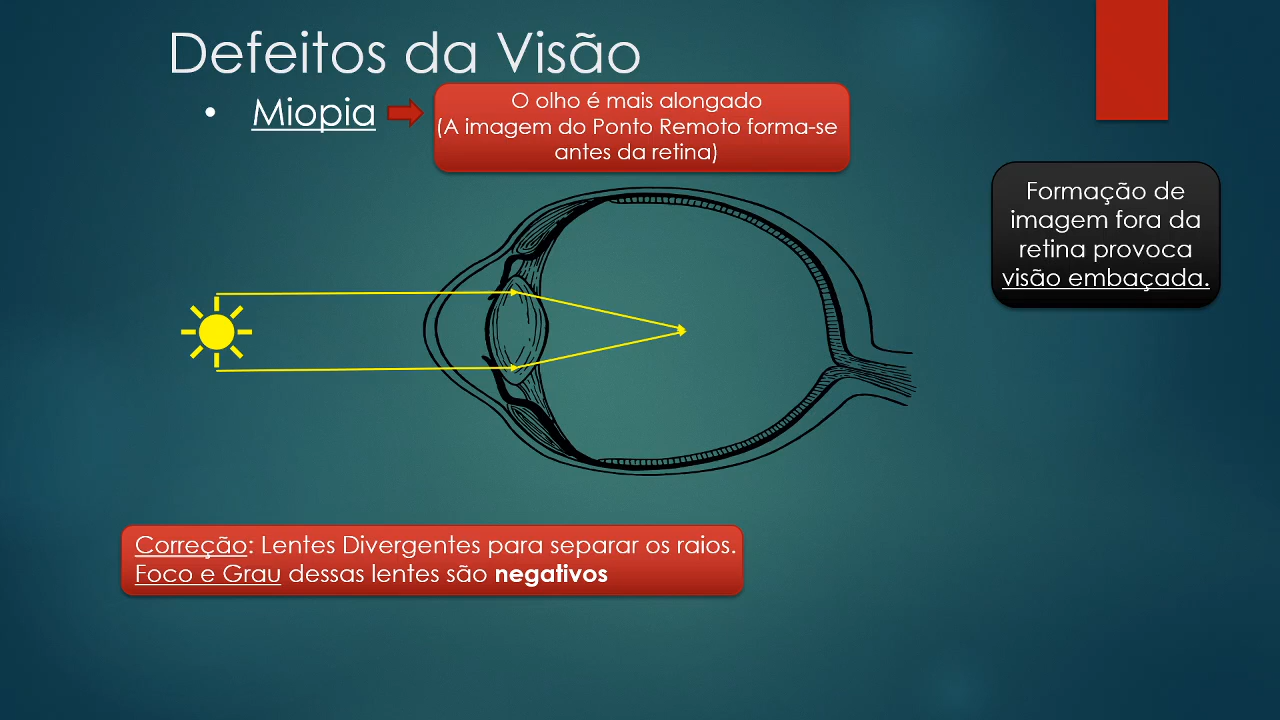 Defeitos da Visão
• Miopia
O olho é mais alongado
(A imagem do Ponto Remoto forma-se
antes da retina)
Formação de
imagem fora da
retina provoca
visão embaçada.
Correção: Lentes Divergentes para separar os raios.
Foco e Grau dessas lentes são negativos